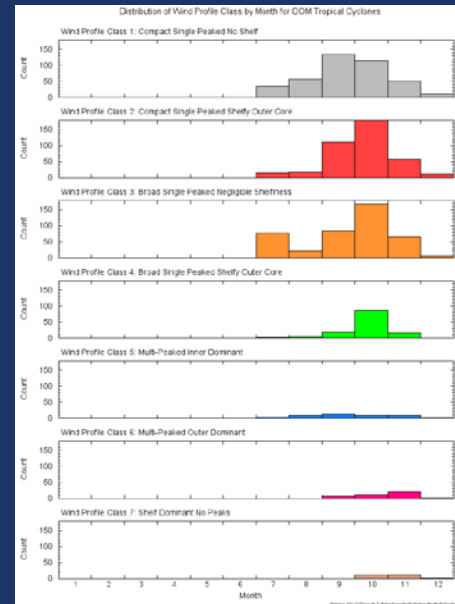 Distribution of Wind Profile Class by Month for GOM Tropical Cyclones
Wind Profile Class 1: Compact Single Peaked No Shelf
150
100
50
0
Count
Wind Profile Class 2: Compact Single Peaked Shelfy Outer Core
150
100
50
0
Count
Wind Profile Class 3: Broad Single Peaked Negligible Shelfness
150
100
50
0
Count
Wind Profile Class 4: Broad Single Peaked Shelfy Outer Core
150
100
50
0
Count
Wind Profile Class 5: Multi-Peaked Inner Dominant
150
100
50
0
Count
Wind Profile Class 6: Multi-Peaked Outer Dominant
150
100
50
0
Count
Wind Profile Class 7: Shelf Dominant No Peaks
150
100
50
0
Count
1 2 3 4 5 6 7 8 9 10 11 12
Month